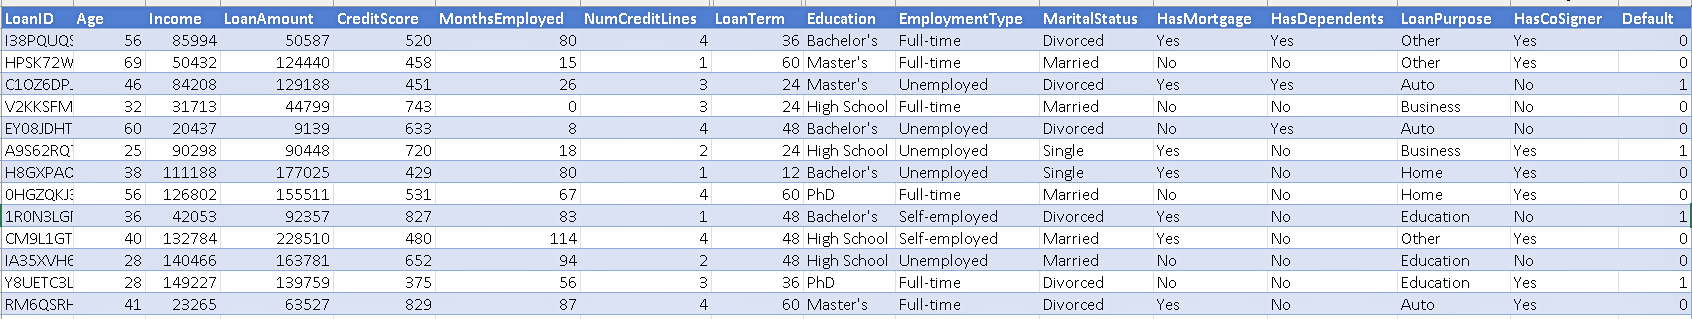 LoanID Age Income LoanAmount CreditScore MonthsEmployed NumCreditLines LoanTerm Education EmploymentType MaritalStatus HasMortgage HasDependents LoanPurpose HasCoSigner Default
I38PQUQS 56 85994 50587 520 80 4 36 Bachelor's Full-time Divorced Yes Yes Other Yes 0
HPSK72W 69 50432 124440 458 15 1 60 Master's Full-time Married No No Other Yes 0
C1OZ6DP 46 84208 129188 451 26 3 24 Master's Unemployed Divorced Yes Yes Auto No 1
V2KKSFM 32 31713 44799 743 0 3 24 High School Full-time Married No No Business No 0
EY08JDHT 60 20437 9139 633 8 4 48 Bachelor's Unemployed Divorced No Yes Auto No 0
A9S62RQ 25 90298 90448 720 18 2 24 High School Unemployed Single Yes No Business Yes 1
H8GXPAO 38 111188 177025 429 80 1 12 Bachelor's Unemployed Single Yes No Home Yes 0
0HGZQKJ 56 126802 155511 531 67 4 60 PhD Full-time Married No No Home Yes 0
1R0N3LG 36 42053 92357 827 83 1 48 Bachelor's Self-employed Divorced Yes No Education No 1
CM9L1GT 40 132784 228510 480 114 4 48 High School Self-employed Married Yes No Other Yes 0
IA35XVH6 28 140466 163781 652 94 2 48 High School Unemployed Married No No Education No 0
Y8UETC3L 28 149227 139759 375 56 3 36 PhD Full-time Divorced No No Education Yes 1
RM6QSRH 41 23265 63527 829 87 4 60 Master's Full-time Divorced Yes No Auto Yes 0